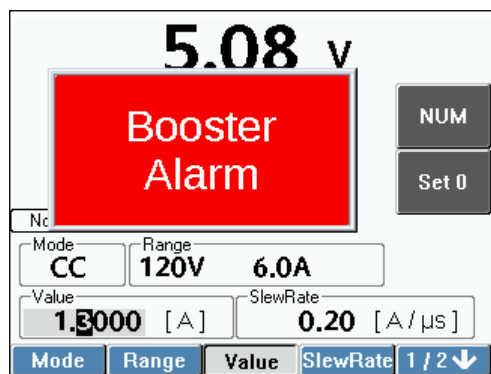 5.08 V
Booster
Alarm
NUM
Set 0
Mode
CC
Range
120V 6.0A
Value
1.3000 [A]
SlewRate
0.20 [A/μs]
Mode Range Value SlewRate 1/2